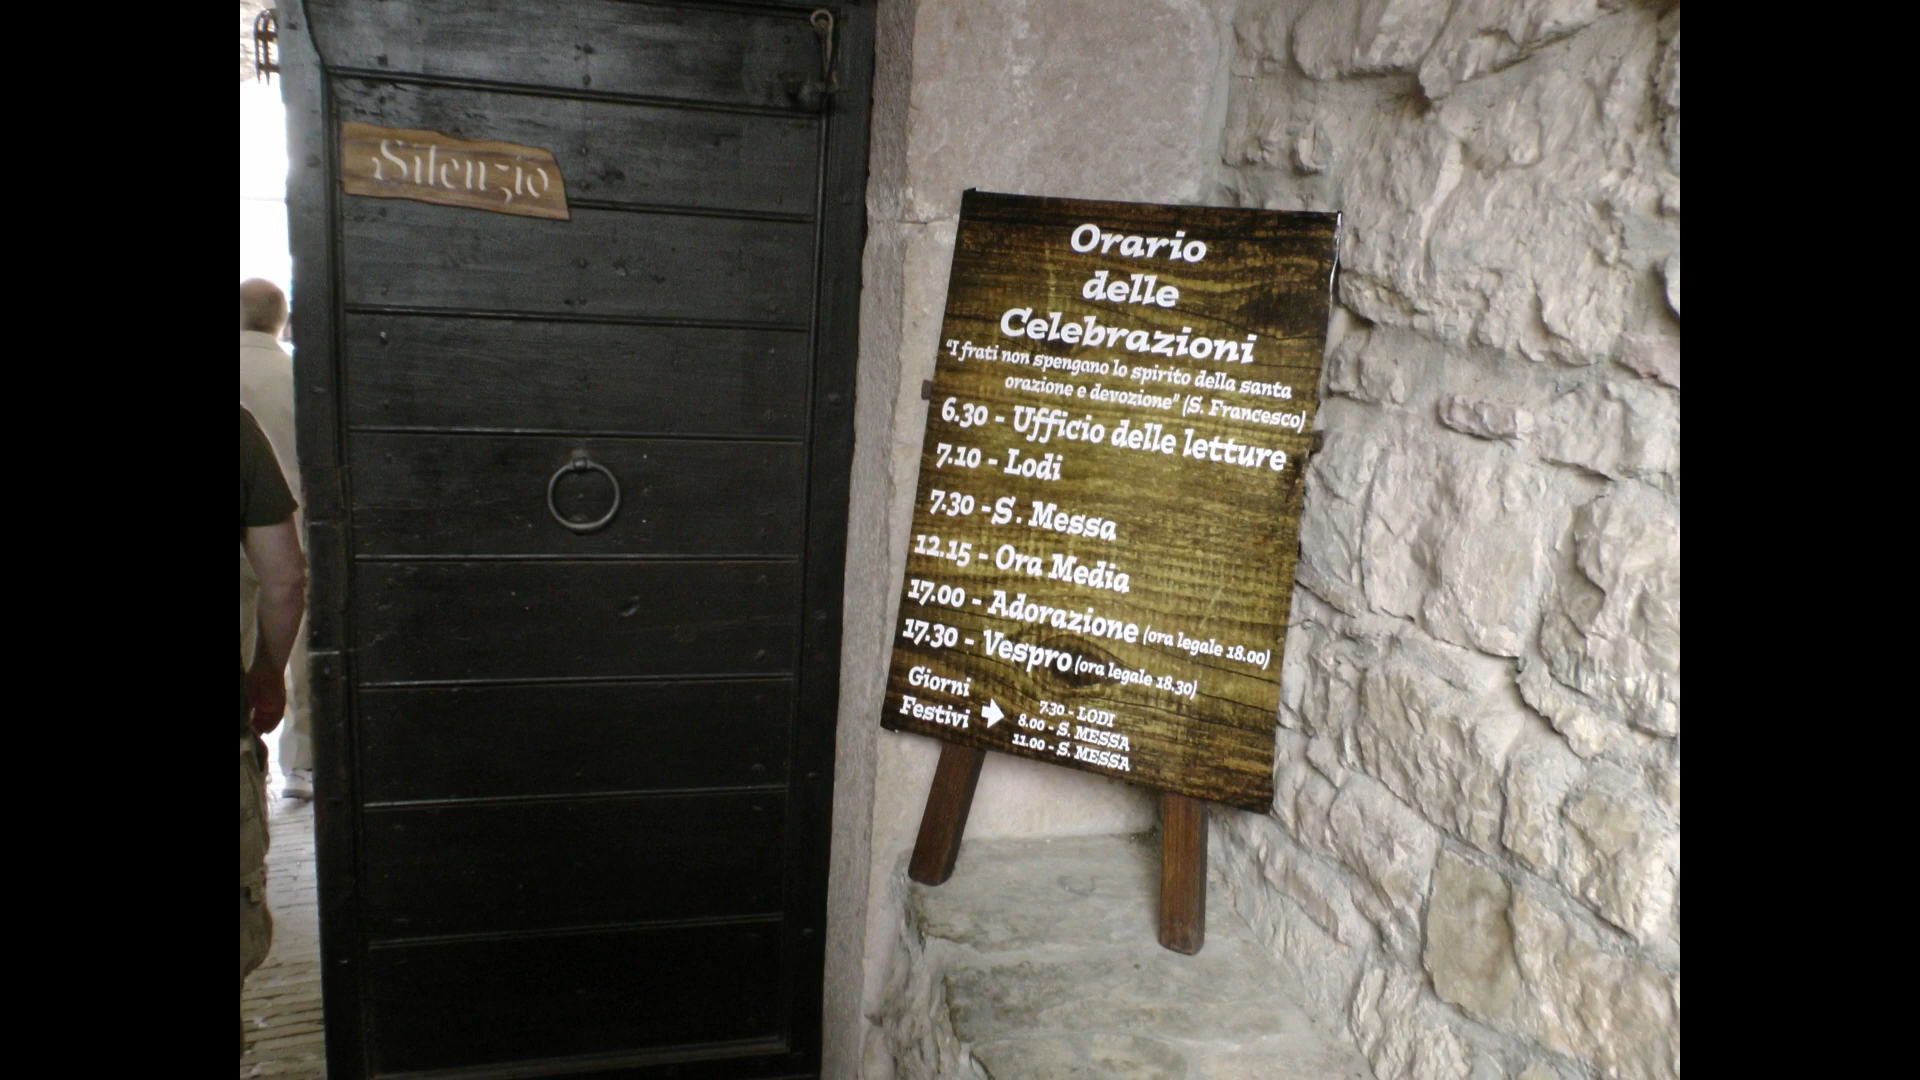 Silenzio
Orario
delle
Celebrazioni
"I frati non spengano lo spirito della santa
orazione e devozione" (S. Francesco)
6.30 - Ufficio delle letture
7.10 - Lodi
7.30 -S. Messa
12.15 - Ora Media
17.00 - Adorazione (ora legale 18.00)
17.30 - Vespro (ora legale 18.30)
Giorni
Festivi
7.30 - LODI
8.00 - S. MESSA
11.00 - S. MESSA